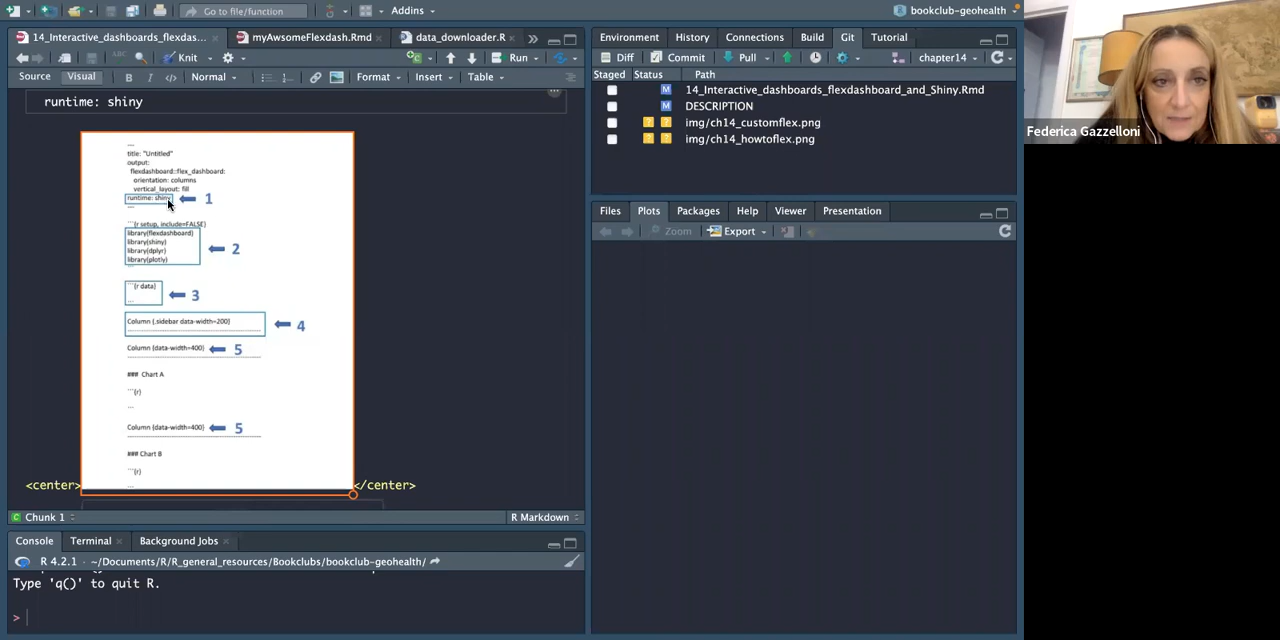 Go to file/function
Addins
bookclub-geohealth
14_Interactive_dashboards_flexdas...
myAwsomeFlexdash.Rmd
data_downloader.R
Knit
Run
Source
Visual
B
I
</>
Normal
Format
Insert
Table
runtime: shiny
---
title: "Untitled"
output:
flexdashboard::flex_dashboard:
orientation: columns
vertical_layout: fill
runtime: shiny
1
---
```{r setup, include=FALSE}
library(flexdashboard)
library(shiny)
library(dplyr)
library(plotly)
2
```{r data}
3
Column {.sidebar data-width=200}
4
Column {data-width=400}
5
### Chart A
```{r}
Column {data-width=400}
5
### Chart B
```{r}
<center>
</center>
Chunk 1
R Markdown
Console
Terminal
Background Jobs
R 4.2.1 · ~/Documents/R/R_general_resources/Bookclubs/bookclub-geohealth/
Type 'q()' to quit R.
>
Environment
History
Connections
Build
Git
Tutorial
Diff
Commit
Pull
chapter14
Staged
Status
Path
M
14_Interactive_dashboards_flexdashboard_and_Shiny.Rmd
M
DESCRIPTION
? ?
img/ch14_customflex.png
? ?
img/ch14_howtoflex.png
Files
Plots
Packages
Help
Viewer
Presentation
Zoom
Export
Federica Gazzelloni